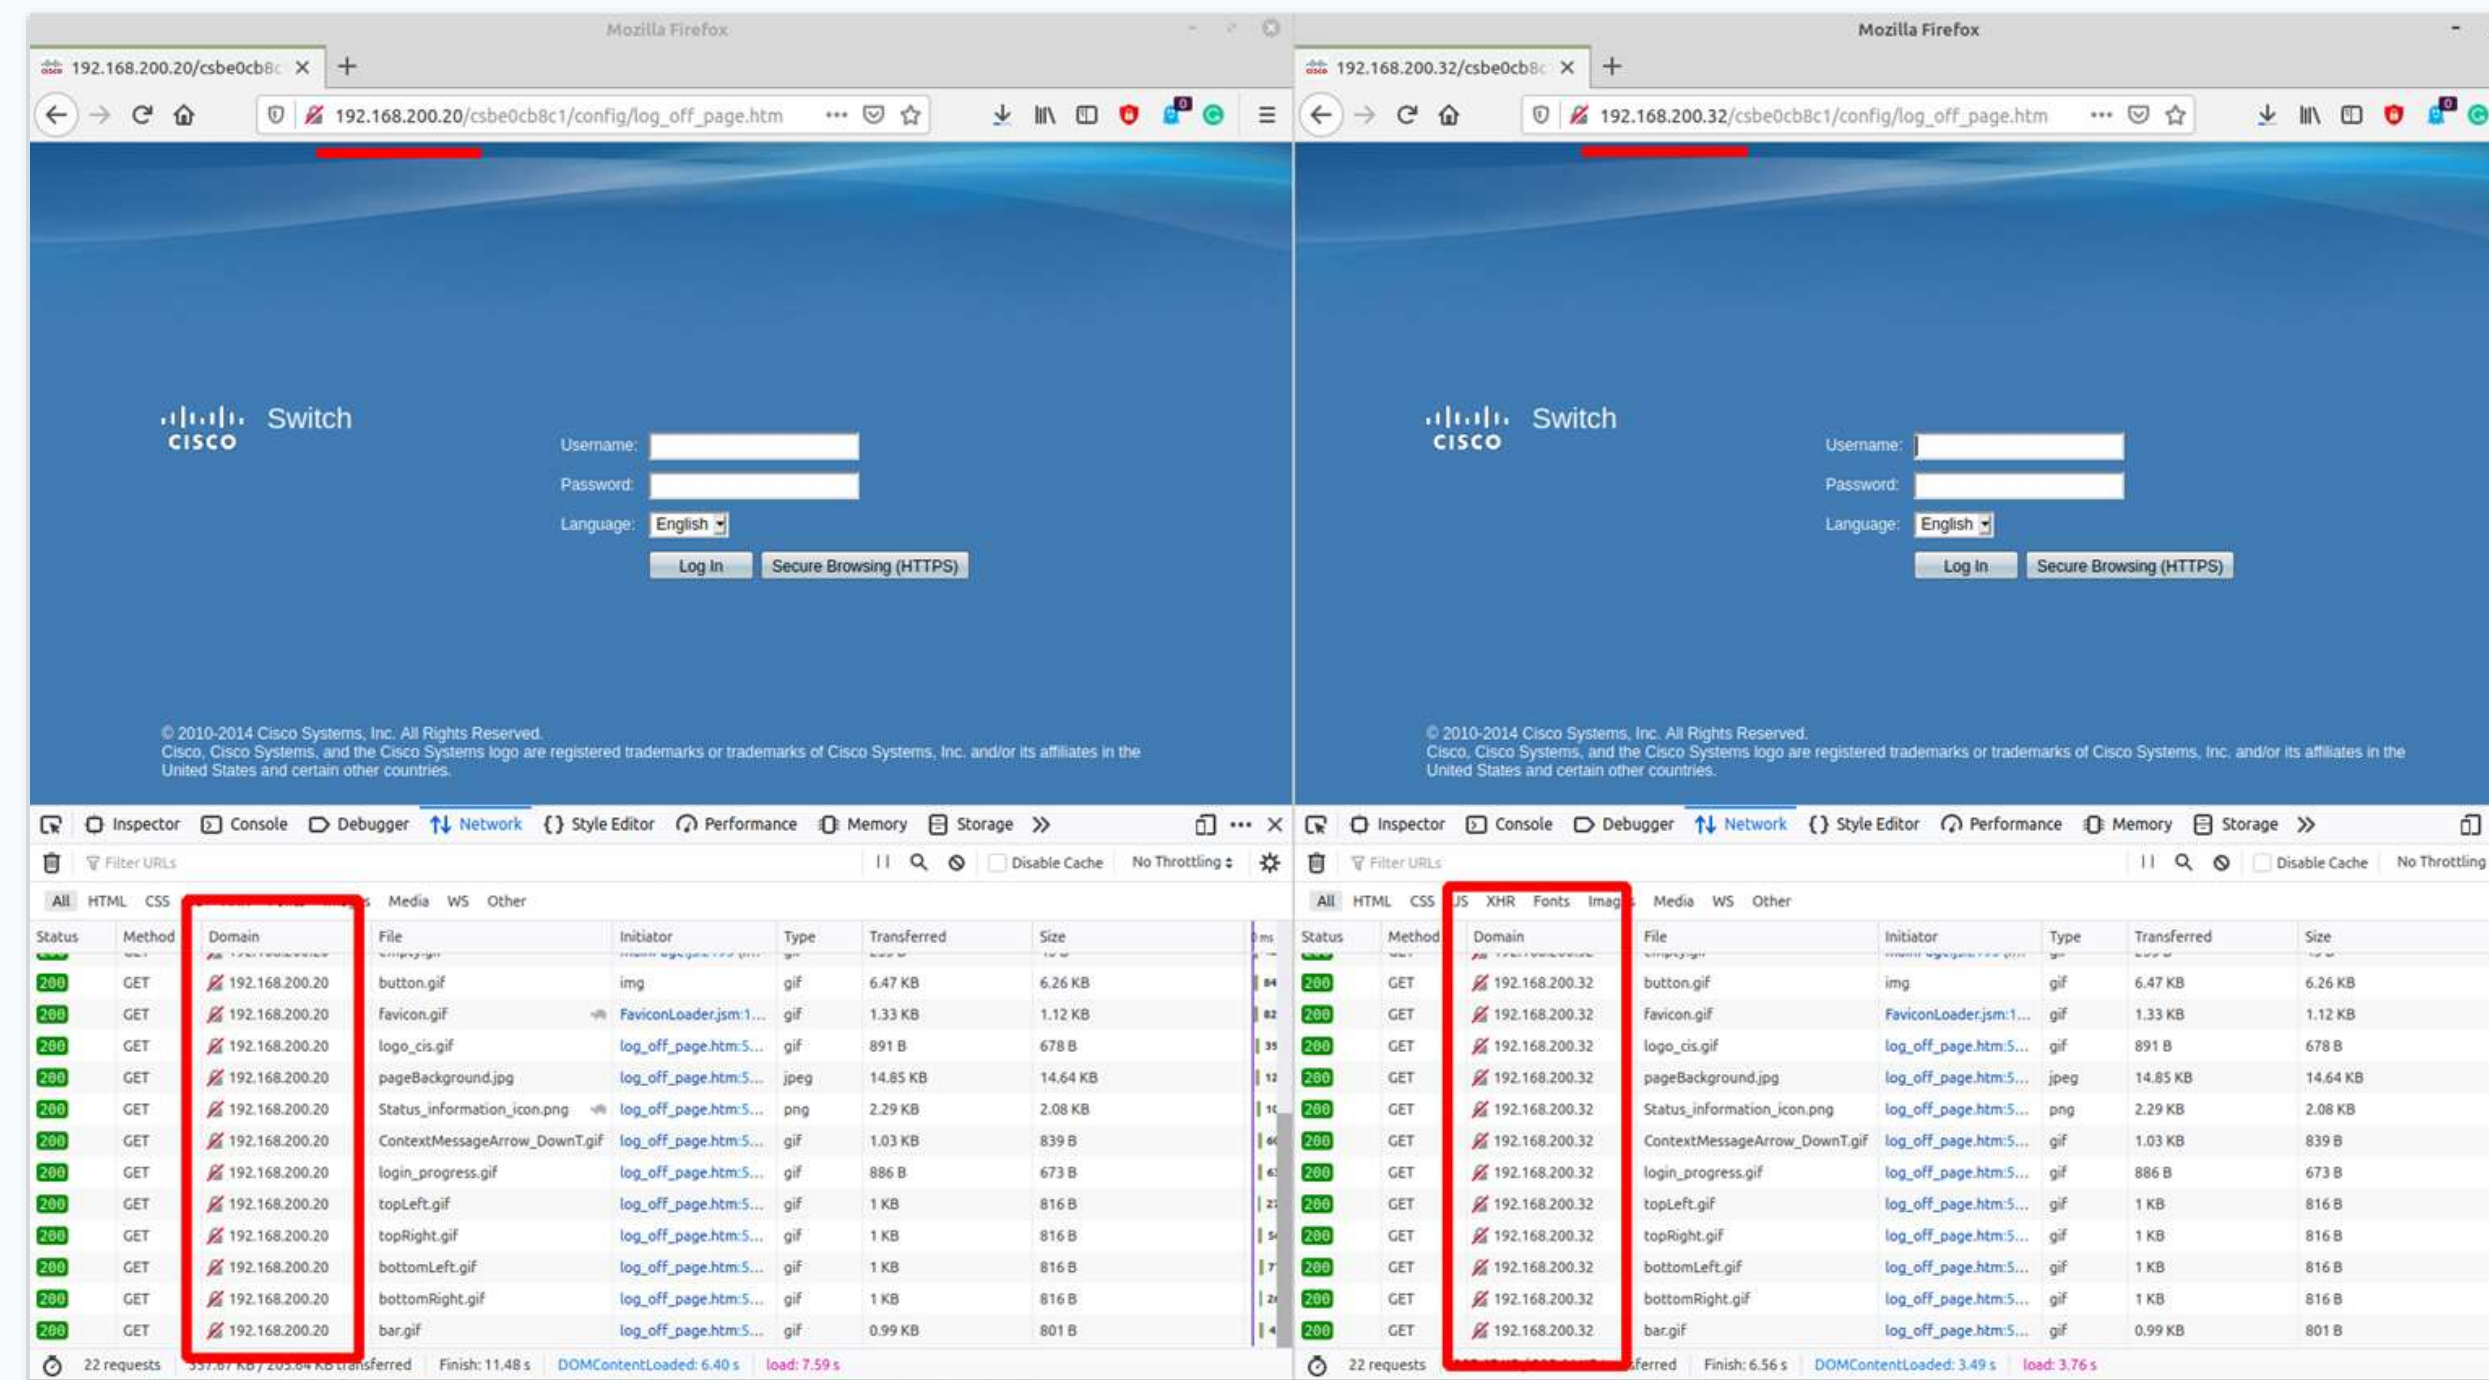 Mozilla Firefox
192.168.200.20/csbe0cb8c
192.168.200.20/csbe0cb8c1/config/log_off_page.htm
0
CISCO
Switch
Username:
Password:
Language: English
Log In Secure Browsing (HTTPS)
© 2010-2014 Cisco Systems, Inc. All Rights Reserved.
Cisco, Cisco Systems, and the Cisco Systems logo are registered trademarks or trademarks of Cisco Systems, Inc. and/or its affiliates in the
United States and certain other countries.
Inspector Console Debugger Network Style Editor Performance Memory Storage
Filter URLs Disable Cache No Throttling
All HTML CSS Media WS Other
Status Method Domain File Initiator Type Transferred Size
200 GET 192.168.200.20 button.gif img gif 6.47 KB 6.26 KB
200 GET 192.168.200.20 favicon.gif FaviconLoader.jsm:1... gif 1.33 KB 1.12 KB
200 GET 192.168.200.20 logo_cis.gif log_off_page.htm:5... gif 891 B 678 B
200 GET 192.168.200.20 pageBackground.jpg log_off_page.htm:5... jpeg 14.85 KB 14.64 KB
200 GET 192.168.200.20 Status_information_icon.png log_off_page.htm:5... png 2.29 KB 2.08 KB
200 GET 192.168.200.20 ContextMessageArrow_DownT.gif log_off_page.htm:5... gif 1.03 KB 839 B
200 GET 192.168.200.20 login_progress.gif log_off_page.htm:5... gif 886 B 673 B
200 GET 192.168.200.20 topLeft.gif log_off_page.htm:5... gif 1 KB 816 B
200 GET 192.168.200.20 topRight.gif log_off_page.htm:5... gif 1 KB 816 B
200 GET 192.168.200.20 bottomLeft.gif log_off_page.htm:5... gif 1 KB 816 B
200 GET 192.168.200.20 bottomRight.gif log_off_page.htm:5... gif 1 KB 816 B
200 GET 192.168.200.20 bar.gif log_off_page.htm:5... gif 0.99 KB 801 B
22 requests Finish: 11.48 s DOMContentLoaded: 6.40 s load: 7.59 s
Mozilla Firefox
192.168.200.32/csbe0cb8c
192.168.200.32/csbe0cb8c1/config/log_off_page.htm
0
CISCO
Switch
Username:
Password:
Language: English
Log In Secure Browsing (HTTPS)
© 2010-2014 Cisco Systems, Inc. All Rights Reserved.
Cisco, Cisco Systems, and the Cisco Systems logo are registered trademarks or trademarks of Cisco Systems, Inc. and/or its affiliates in the
United States and certain other countries.
Inspector Console Debugger Network Style Editor Performance Memory Storage
Filter URLs Disable Cache No Throttling
All HTML CSS JS XHR Fonts Images Media WS Other
Status Method Domain File Initiator Type Transferred Size
200 GET 192.168.200.32 button.gif img gif 6.47 KB 6.26 KB
200 GET 192.168.200.32 favicon.gif FaviconLoader.jsm:1... gif 1.33 KB 1.12 KB
200 GET 192.168.200.32 logo_cis.gif log_off_page.htm:5... gif 891 B 678 B
200 GET 192.168.200.32 pageBackground.jpg log_off_page.htm:5... jpeg 14.85 KB 14.64 KB
200 GET 192.168.200.32 Status_information_icon.png log_off_page.htm:5... png 2.29 KB 2.08 KB
200 GET 192.168.200.32 ContextMessageArrow_DownT.gif log_off_page.htm:5... gif 1.03 KB 839 B
200 GET 192.168.200.32 login_progress.gif log_off_page.htm:5... gif 886 B 673 B
200 GET 192.168.200.32 topLeft.gif log_off_page.htm:5... gif 1 KB 816 B
200 GET 192.168.200.32 topRight.gif log_off_page.htm:5... gif 1 KB 816 B
200 GET 192.168.200.32 bottomLeft.gif log_off_page.htm:5... gif 1 KB 816 B
200 GET 192.168.200.32 bottomRight.gif log_off_page.htm:5... gif 1 KB 816 B
200 GET 192.168.200.32 bar.gif log_off_page.htm:5... gif 0.99 KB 801 B
22 requests Finish: 6.56 s DOMContentLoaded: 3.49 s load: 3.76 s